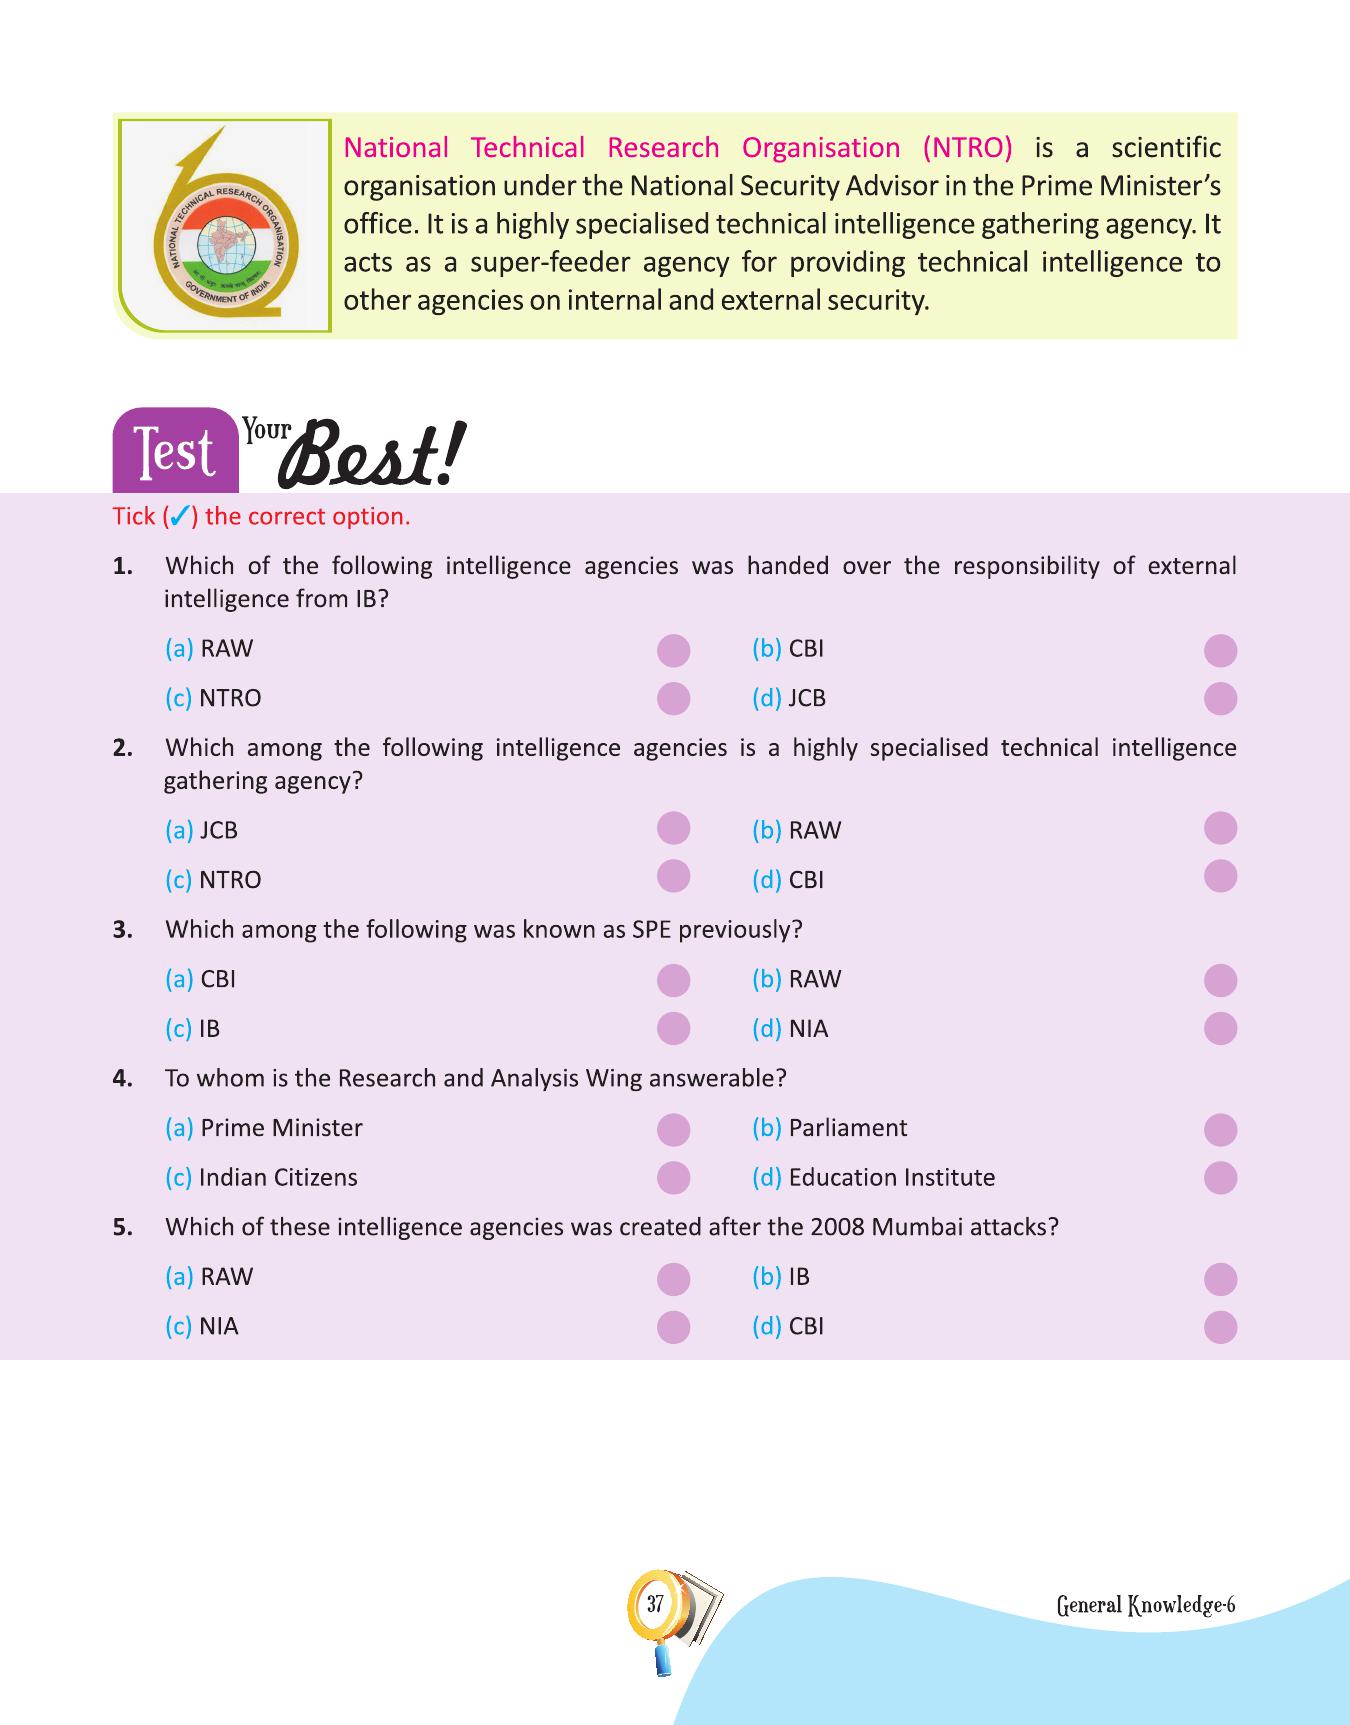 NATIONAL TECHNICAL RESEARCH ORGANISATION
GOVERNMENT OF INDIA
National Technical Research Organisation (NTRO) is a scientific
organisation under the National Security Advisor in the Prime Minister’s
office. It is a highly specialised technical intelligence gathering agency. It
acts as a super-feeder agency for providing technical intelligence to
other agencies on internal and external security.
Test Your Best!
Tick (✓) the correct option.
1. Which of the following intelligence agencies was handed over the responsibility of external
intelligence from IB?
(a) RAW (b) CBI
(c) NTRO (d) JCB
2. Which among the following intelligence agencies is a highly specialised technical intelligence
gathering agency?
(a) JCB (b) RAW
(c) NTRO (d) CBI
3. Which among the following was known as SPE previously?
(a) CBI (b) RAW
(c) IB (d) NIA
4. To whom is the Research and Analysis Wing answerable?
(a) Prime Minister (b) Parliament
(c) Indian Citizens (d) Education Institute
5. Which of these intelligence agencies was created after the 2008 Mumbai attacks?
(a) RAW (b) IB
(c) NIA (d) CBI
37
General Knowledge-6